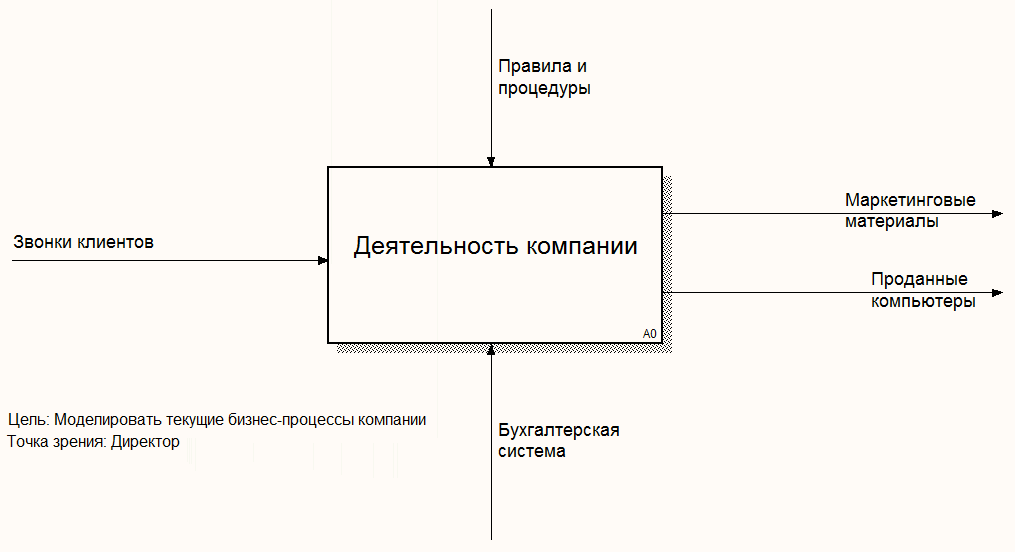 Правила и
процедуры
Маркетинговые
материалы
Звонки клиентов
Деятельность компании
Проданные
компьютеры
A0
Цель: Моделировать текущие бизнес-процессы компании
Точка зрения: Директор
Бухгалтерская
система